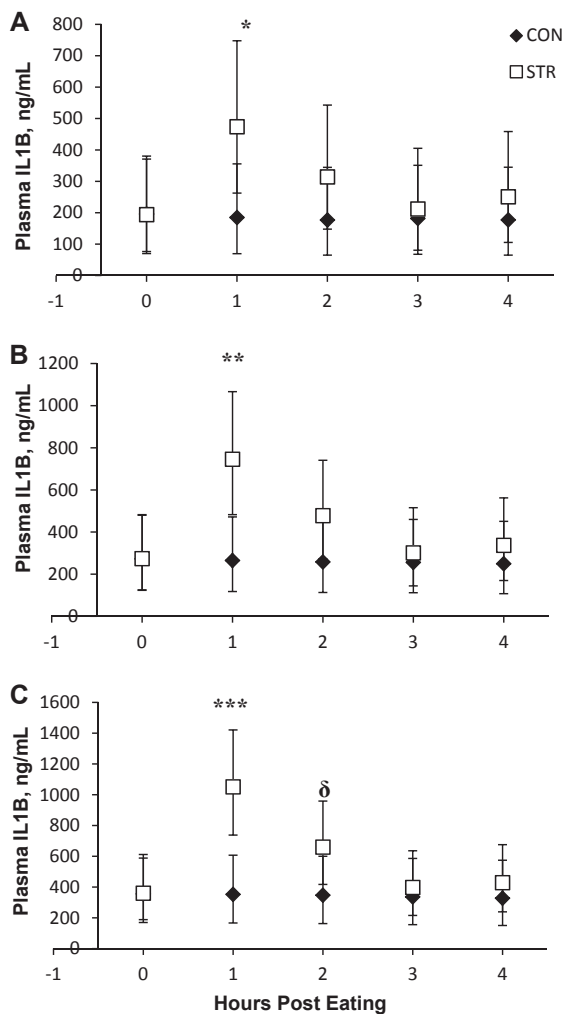 A
Plasma IL1B, ng/mL
800
700
600
500
400
300
200
100
0
*
CON
STR
-1 0 1 2 3 4
B
Plasma IL1B, ng/mL
1200
1000
800
600
400
200
0
**
-1 0 1 2 3 4
C
Plasma IL1B, ng/mL
1600
1400
1200
1000
800
600
400
200
0
***
δ
-1 0 1 2 3 4
Hours Post Eating